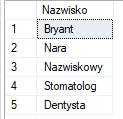 Nazwisko
1 Bryant
2 Nara
3 Nazwiskowy
4 Stomatolog
5 Dentysta